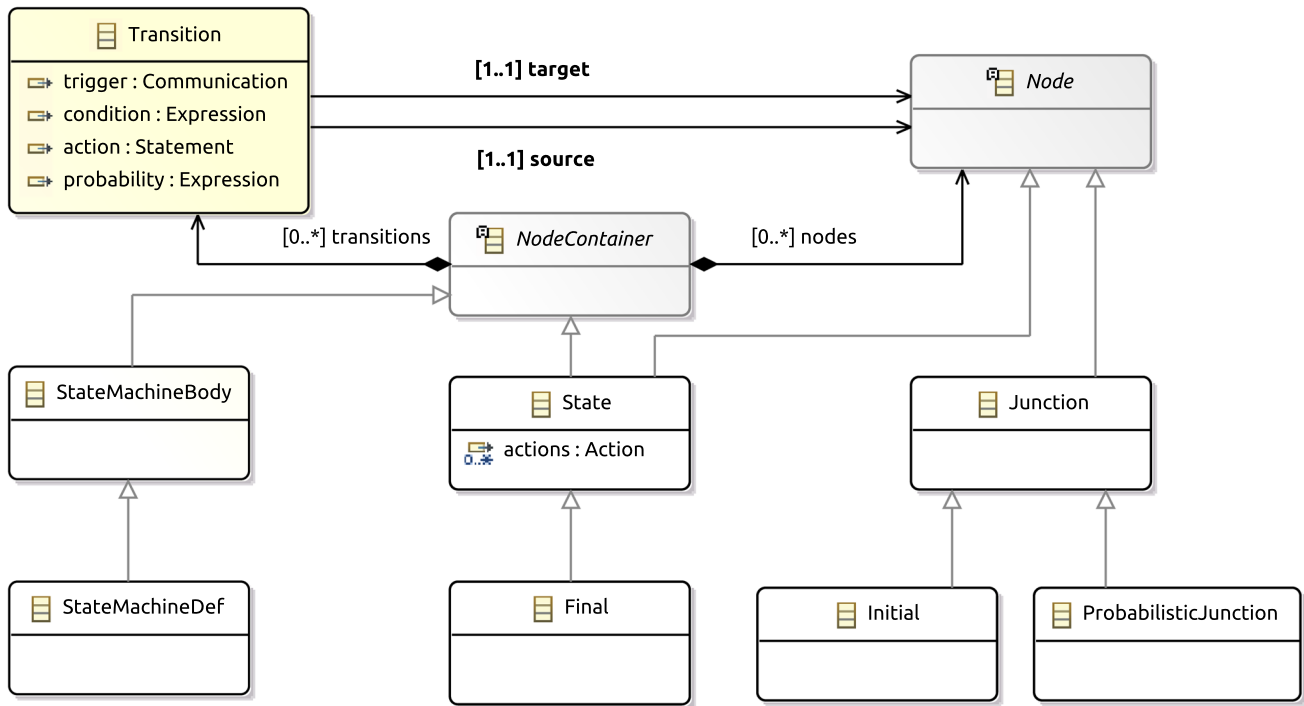 Transition
trigger : Communication
condition : Expression
action : Statement
probability : Expression
[1..1] target
[1..1] source
Node
[0..*] transitions
NodeContainer
[0..*] nodes
StateMachineBody
State
0..*
actions : Action
Junction
StateMachineDef
Final
Initial
ProbabilisticJunction